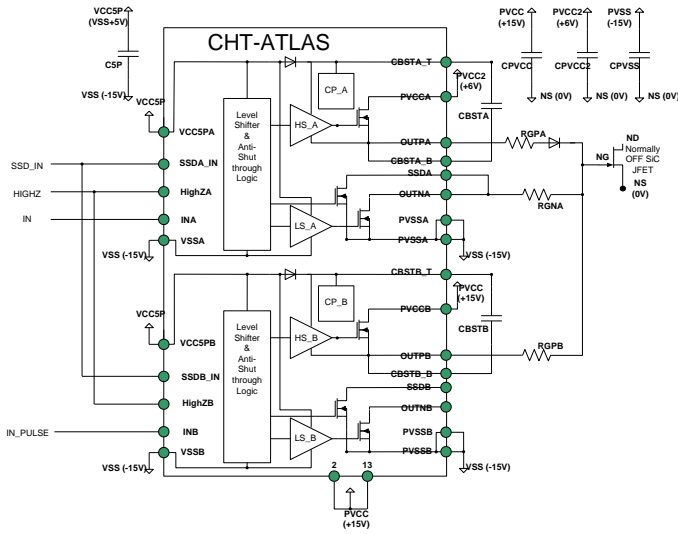 VCC5P
(VSS+5V)
C5P
VSS (-15V)
CHT-ATLAS
PVCC
(+15V)
PVCC2
(+6V)
PVSS
(-15V)
CPVCC
CPVCC2
CPVSS
NS (0V)
NS (0V)
NS (0V)
CBSTA_T
CP_A
PVCC2
(+6V)
PVCCA
CBSTA
VCC5P
VCC5PA
Level
Shifter
&
Anti-
Shut
through
Logic
HS_A
OUTPA
CBSTA_B
RGPA
ND
Normally
OFF SiC
JFET
NG
NS
(0V)
SSD_IN
SSDA_IN
SSDA
HIGHZ
HighZA
OUTNA
RGNA
IN
INA
LS_A
PVSSA
VSSA
PVSSA
VSS (-15V)
VSS (-15V)
CBSTB_T
CP_B
PVCC
(+15V)
PVCCB
CBSTB
VCC5P
VCC5PB
Level
Shifter
&
Anti-
Shut
through
Logic
HS_B
OUTPB
RGPB
CBSTB_B
SSDB_IN
SSDB
HighZB
OUTNB
IN_PULSE
INB
LS_B
PVSSB
VSSB
PVSSB
VSS (-15V)
VSS (-15V)
2
13
PVCC
(+15V)